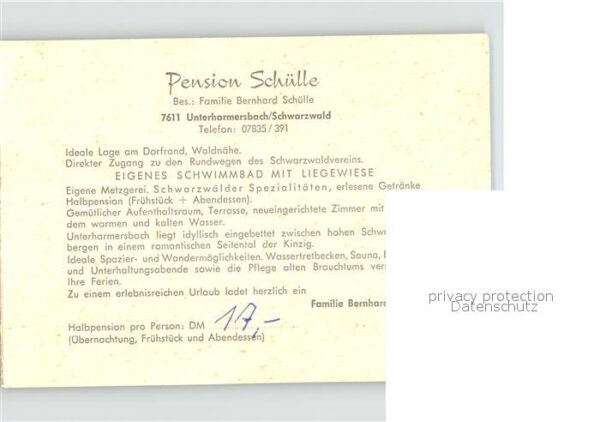 Pension Schülle
Bes.: Familie Bernhard Schülle
7611 Unterharmersbach/Schwarzwald
Telefon: 07835/391
Ideale Lage am Dorfrand, Waldnähe.
Direkter Zugang zu den Rundwegen des Schwarzwaldvereins.
EIGENES SCHWIMMBAD MIT LIEGEWIESE
Eigene Metzgerei. Schwarzwälder Spezialitäten, erlesene Getränke
Halbpension (Frühstück + Abendessen).
Gemütlicher Aufenthaltsraum, Terrasse, neueingerichtete Zimmer mit
dem warmen und kalten Wasser.
Unterharmersbach liegt idyllisch eingebettet zwischen hohen Schw
bergen in einem romantischen Seitental der Kinzig.
Ideale Spazier- und Wandermöglichkeiten. Wassertretbecken, Sauna,
und Unterhaltungsabende sowie die Pflege alten Brauchtums ver
Ihre Ferien.
Zu einem erlebnisreichen Urlaub ladet herzlich ein
Familie Bernhard
Halbpension pro Person: DM 17,-
(Übernachtung, Frühstück und Abendessen)
privacy protection
Datenschutz